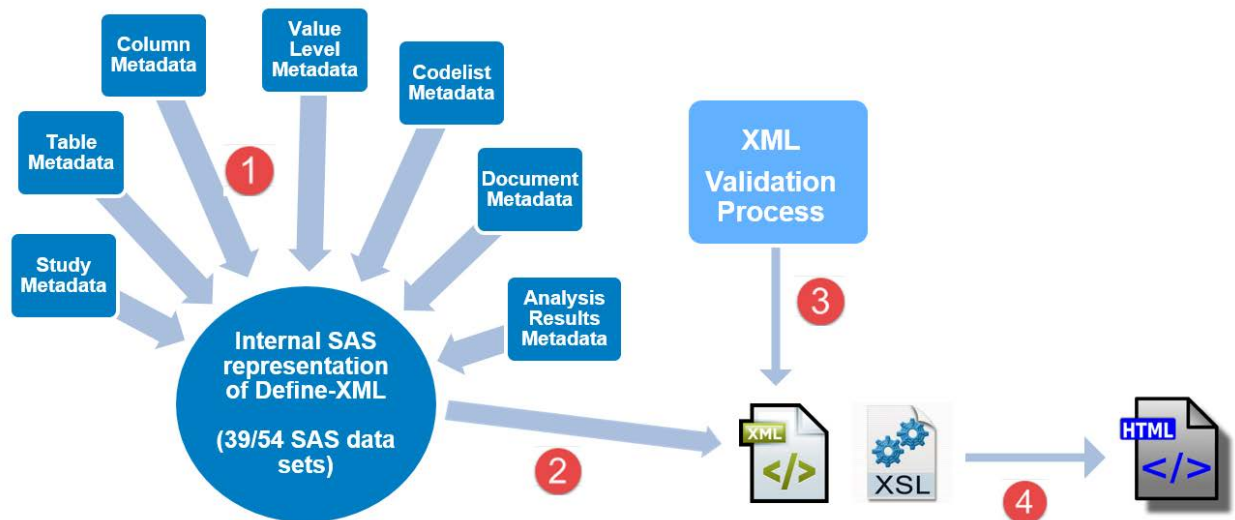 Column
Metadata
Value
Level
Metadata
Codelist
Metadata
Table
Metadata
1
Document
Metadata
Study
Metadata
Analysis
Results
Metadata
Internal SAS
representation
of Define-XML
(39/54 SAS data
sets)
XML
Validation
Process
3
2
XML
</>
XSL
4
HTML
</>